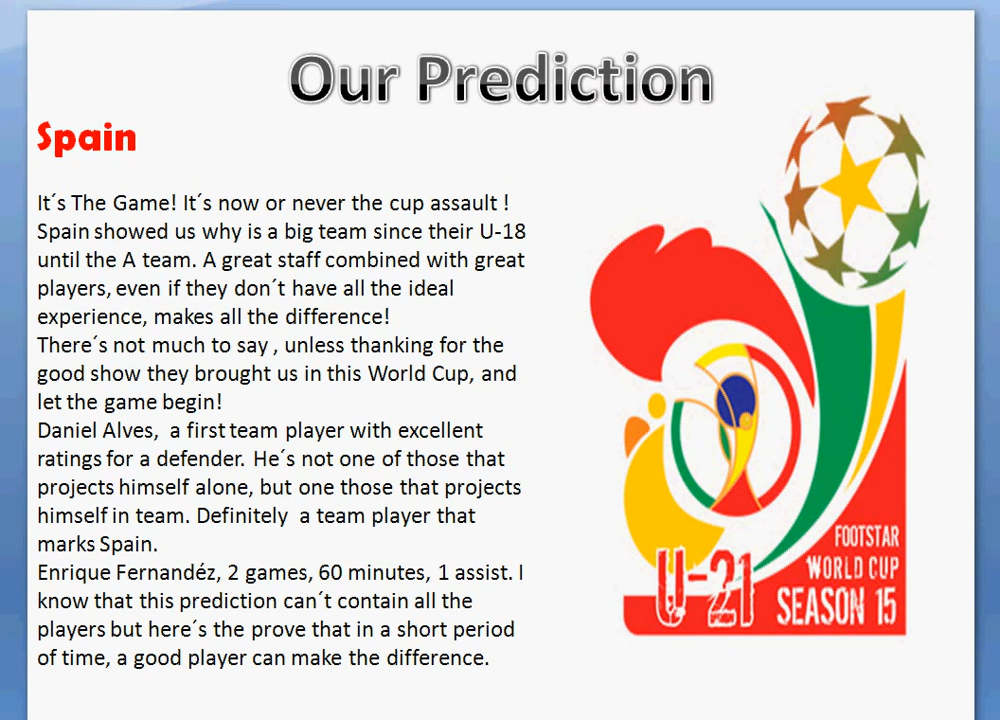 Our Prediction
Spain
It´s The Game! It´s now or never the cup assault !
Spain showed us why is a big team since their U-18
until the A team. A great staff combined with great
players, even if they don´t have all the ideal
experience, makes all the difference!
There´s not much to say , unless thanking for the
good show they brought us in this World Cup, and
let the game begin!
Daniel Alves,  a first team player with excellent
ratings for a defender. He´s not one of those that
projects himself alone, but one those that projects
himself in team. Definitely  a team player that
marks Spain.
Enrique Fernandéz, 2 games, 60 minutes, 1 assist. I
know that this prediction can´t contain all the
players but here´s the prove that in a short period
of time, a good player can make the difference.
U-21
FOOTSTAR
WORLD CUP
SEASON 15